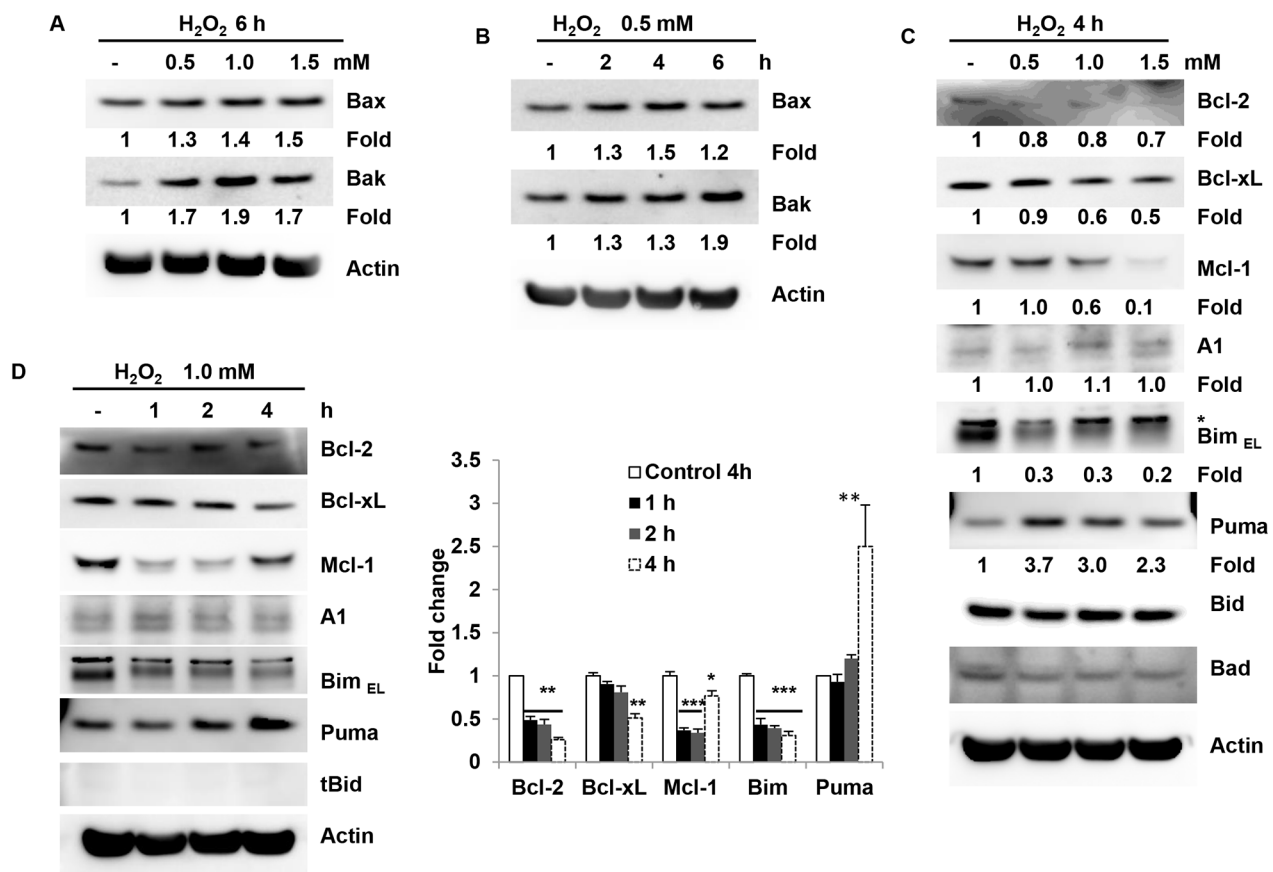 A
H₂O₂ 6 h
- 0.5 1.0 1.5 mM
Bax
1 1.3 1.4 1.5 Fold
Bak
1 1.7 1.9 1.7 Fold
Actin
B
H₂O₂ 0.5 mM
- 2 4 6 h
Bax
1 1.3 1.5 1.2 Fold
Bak
1 1.3 1.3 1.9 Fold
Actin
C
H₂O₂ 4 h
- 0.5 1.0 1.5 mM
Bcl-2
1 0.8 0.8 0.7 Fold
Bcl-xL
1 0.9 0.6 0.5 Fold
Mcl-1
1 1.0 0.6 0.1 Fold
A1
1 1.0 1.1 1.0 Fold
*
Bim EL
1 0.3 0.3 0.2 Fold
Puma
1 3.7 3.0 2.3 Fold
Bid
Bad
Actin
D
H₂O₂ 1.0 mM
- 1 2 4 h
Bcl-2
Bcl-xL
Mcl-1
A1
Bim EL
Puma
tBid
Actin
Fold change
3.5
3
2.5
2
1.5
1
0.5
0
Control 4h
1 h
2 h
4 h
** ** *** * *** **
Bcl-2 Bcl-xL Mcl-1 Bim Puma